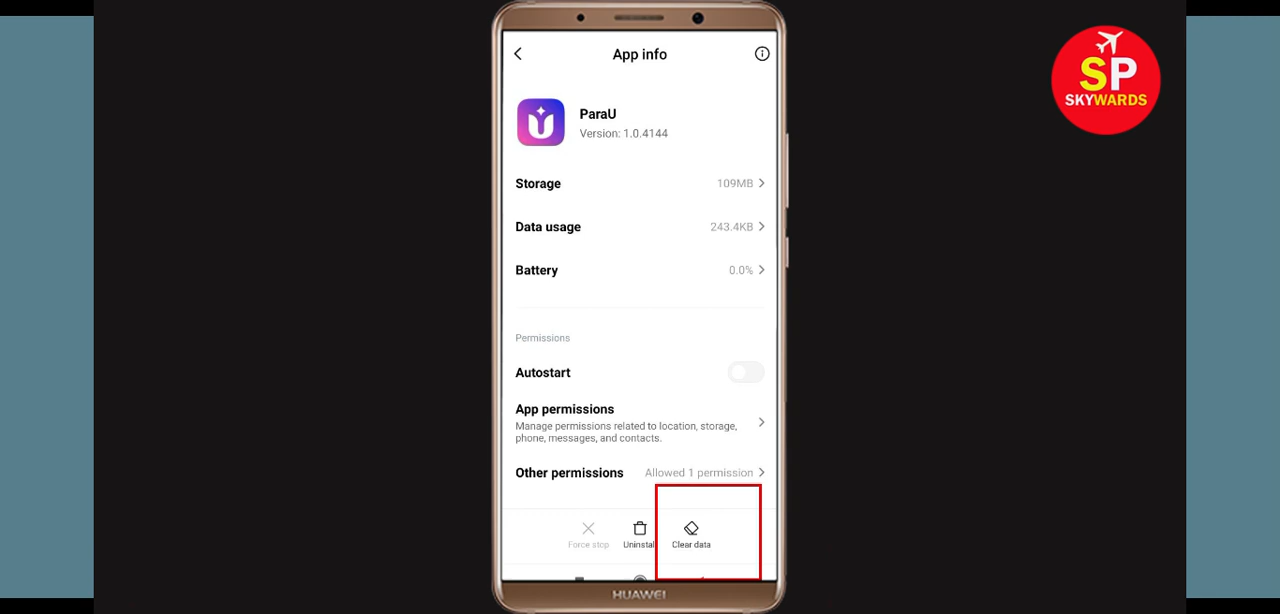 App info
SP
SKYWARDS
ParaU
Version: 1.0.4144
Storage 109MB
Data usage 243.4KB
Battery 0.0%
Permissions
Autostart
App permissions
Manage permissions related to location, storage,
phone, messages, and contacts.
Other permissions Allowed 1 permission
Force stop Uninstall Clear data
HUAWEI